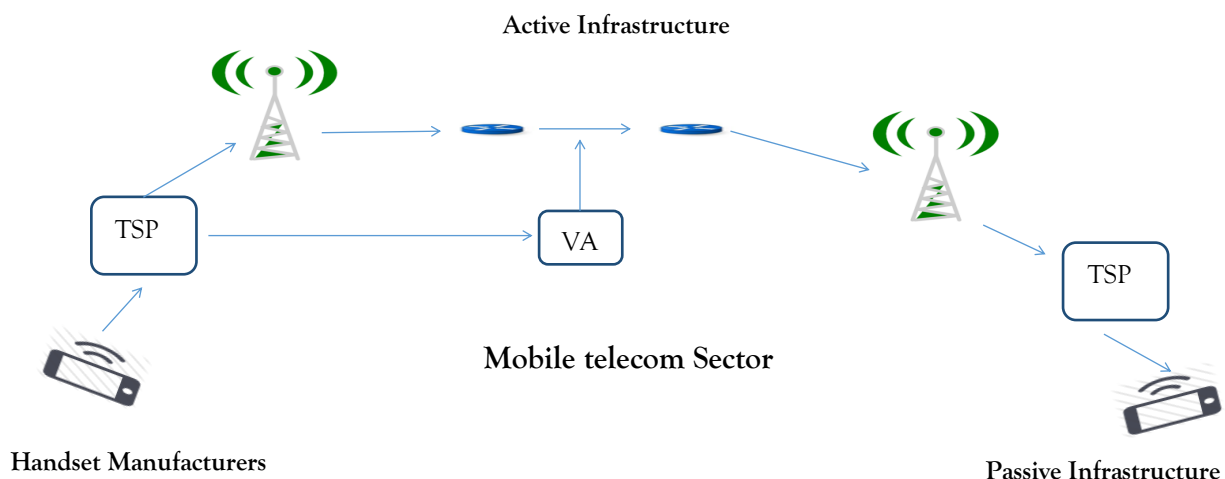 Active Infrastructure
TSP
VA
TSP
Mobile telecom Sector
Handset Manufacturers
Passive Infrastructure